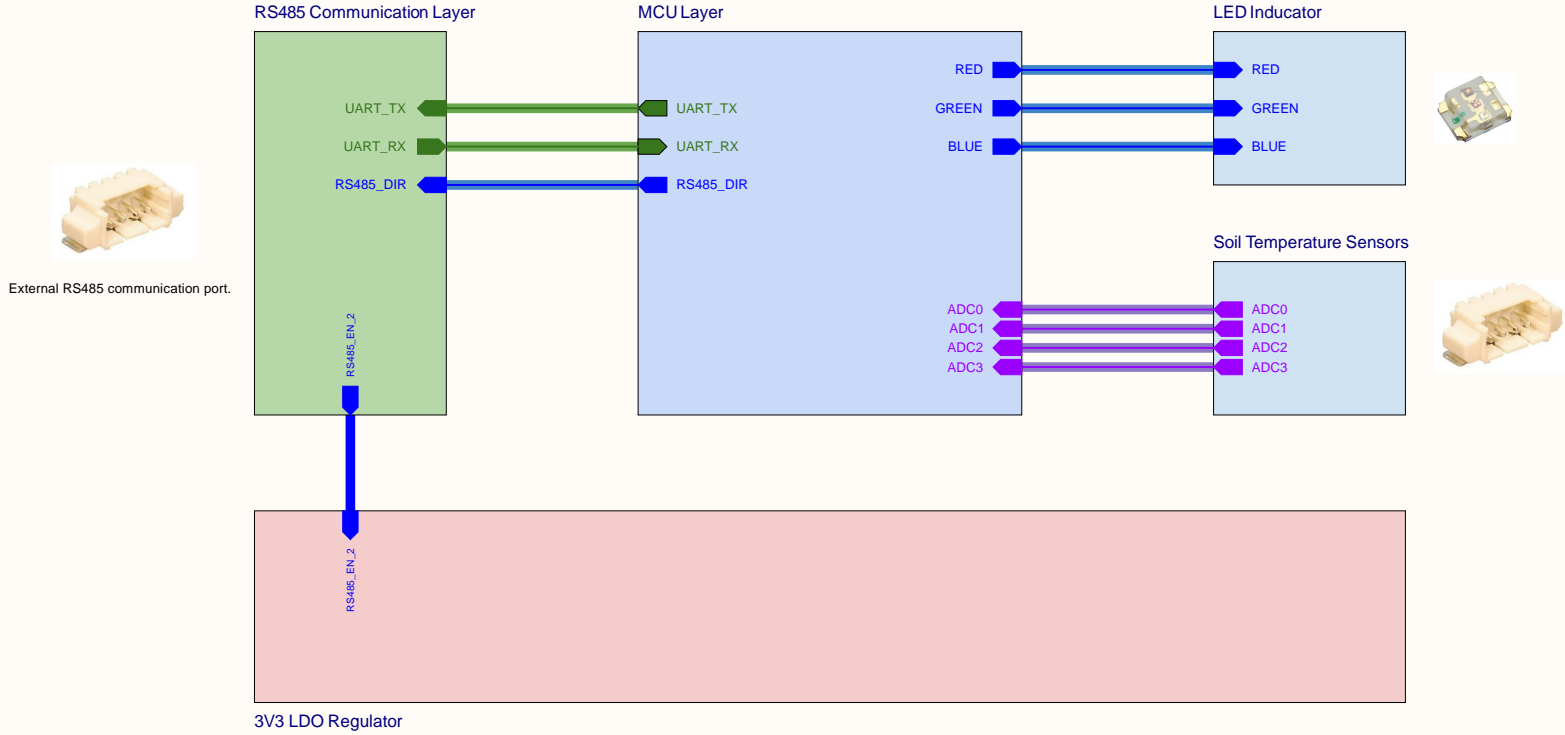 RS485 Communication Layer
MCU Layer
LED Inducator
RED
RED
UART_TX
UART_TX
GREEN
GREEN
UART_RX
UART_RX
BLUE
BLUE
RS485_DIR
RS485_DIR
Soil Temperature Sensors
External RS485 communication port.
ADC0
ADC0
ADC1
ADC1
ADC2
ADC2
ADC3
ADC3
RS485_EN_2
RS485_EN_2
3V3 LDO Regulator